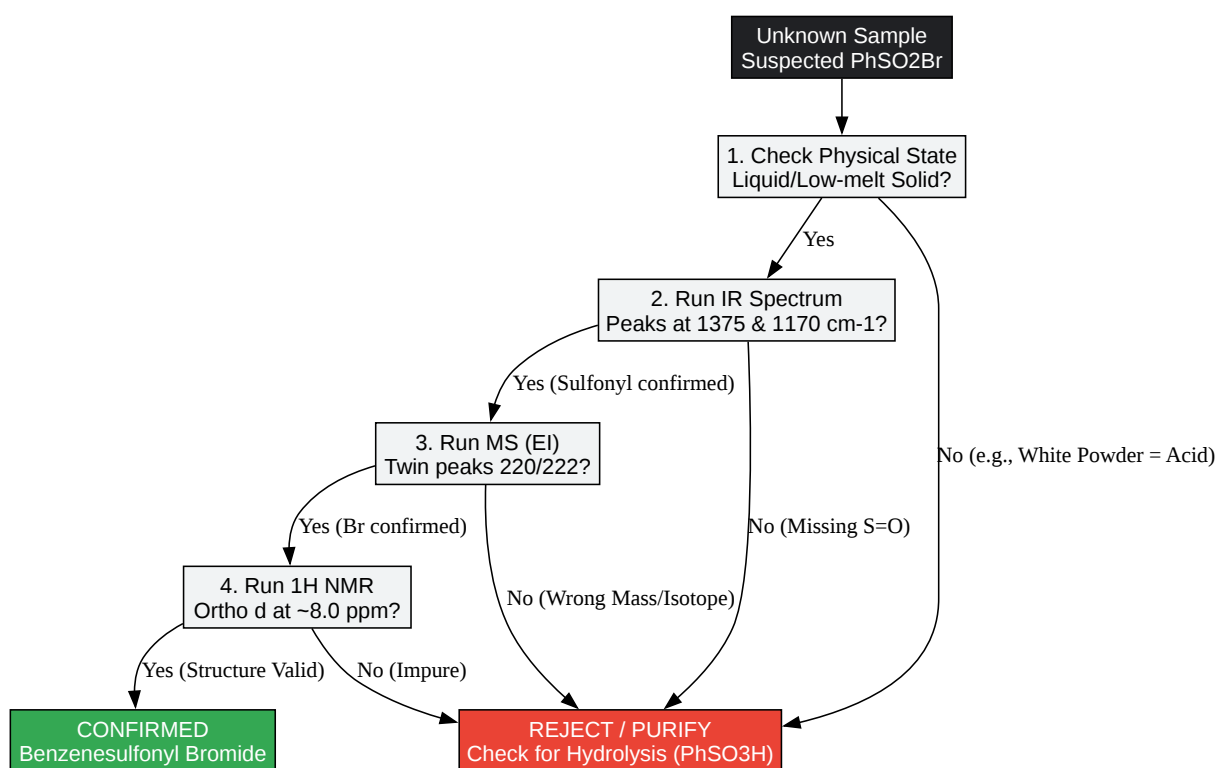 Unknown Sample
Suspected PhSO2Br
1. Check Physical State
Liquid/Low-melt Solid?
Yes
2. Run IR Spectrum
Peaks at 1375 & 1170 cm-1?
Yes (Sulfonyl confirmed)
3. Run MS (EI)
Twin peaks 220/222?
No (e.g., White Powder = Acid)
Yes (Br confirmed)
No (Missing S=O)
4. Run 1H NMR
Ortho d at ~8.0 ppm?
No (Wrong Mass/Isotope)
Yes (Structure Valid)
No (Impure)
CONFIRMED
Benzenesulfonyl Bromide
REJECT / PURIFY
Check for Hydrolysis (PhSO3H)